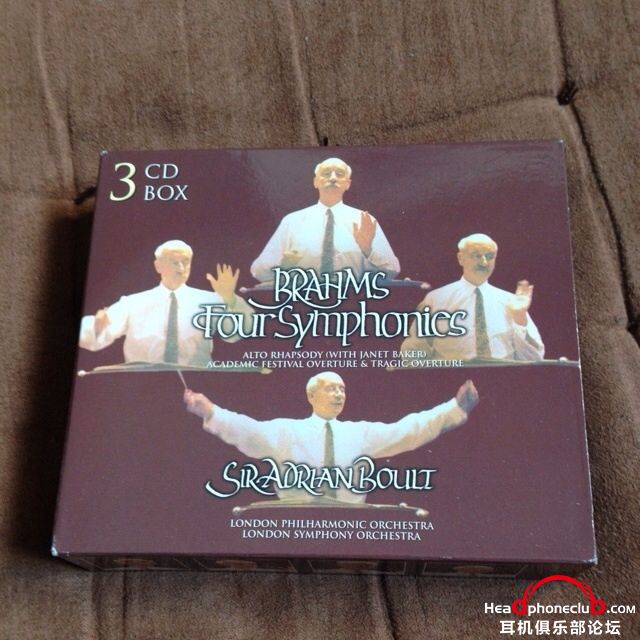 3 CD
BOX
BRAHMS
Four Symphonies
ALTO RHAPSODY (WITH JANET BAKER)
ACADEMIC FESTIVAL OVERTURE & TRAGIC OVERTURE
SIR ADRIAN BOULT
LONDON PHILHARMONIC ORCHESTRA
LONDON SYMPHONY ORCHESTRA
Headphoneclub.com
耳机俱乐部论坛